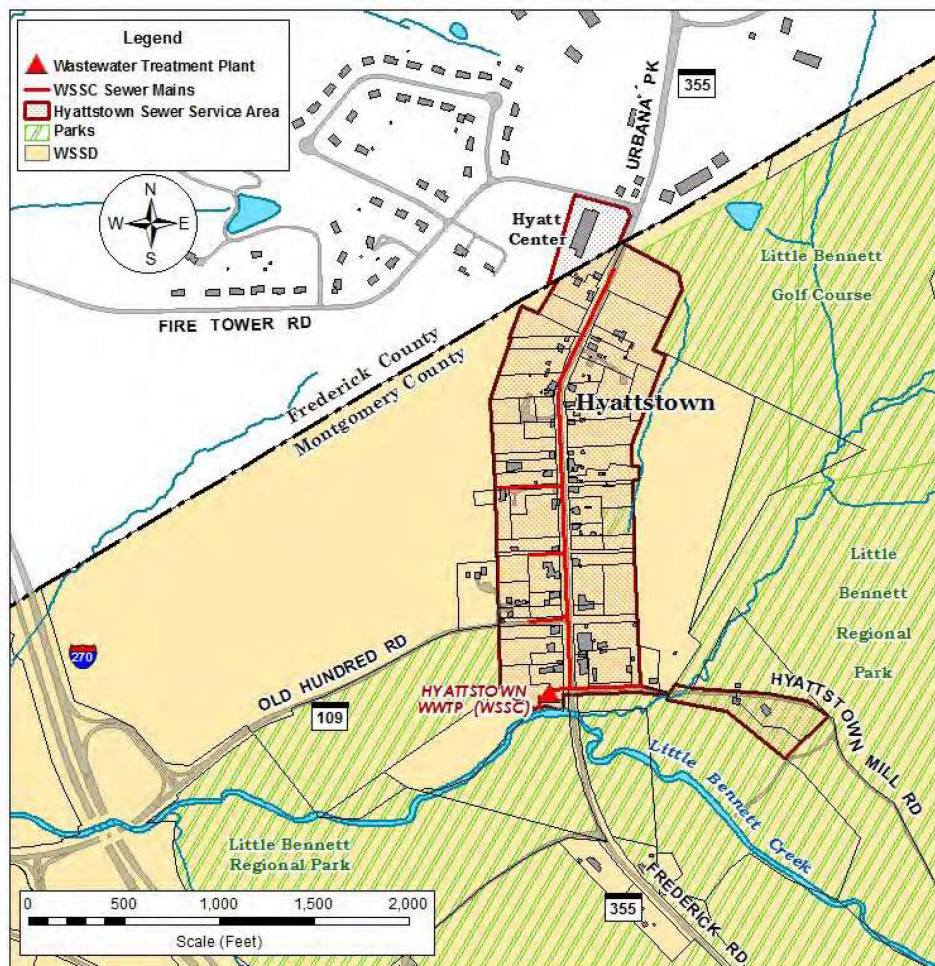 Legend
Wastewater Treatment Plant
WSSC Sewer Mains
Hyattstown Sewer Service Area
Parks
WSSD
N
W E
S
URBANA PK
355
Hyatt
Center
Little Bennett
Golf Course
FIRE TOWER RD
Frederick County
Montgomery County
Hyattstown
Little
Bennett
Regional
Park
270
OLD HUNDRED RD
109
HYATTSTOWN
WWTP (WSSC)
HYATTSTOWN MILL RD
Little Bennett Creek
Little Bennett
Regional Park
FREDERICK RD
355
0 500 1,000 1,500 2,000
Scale (Feet)